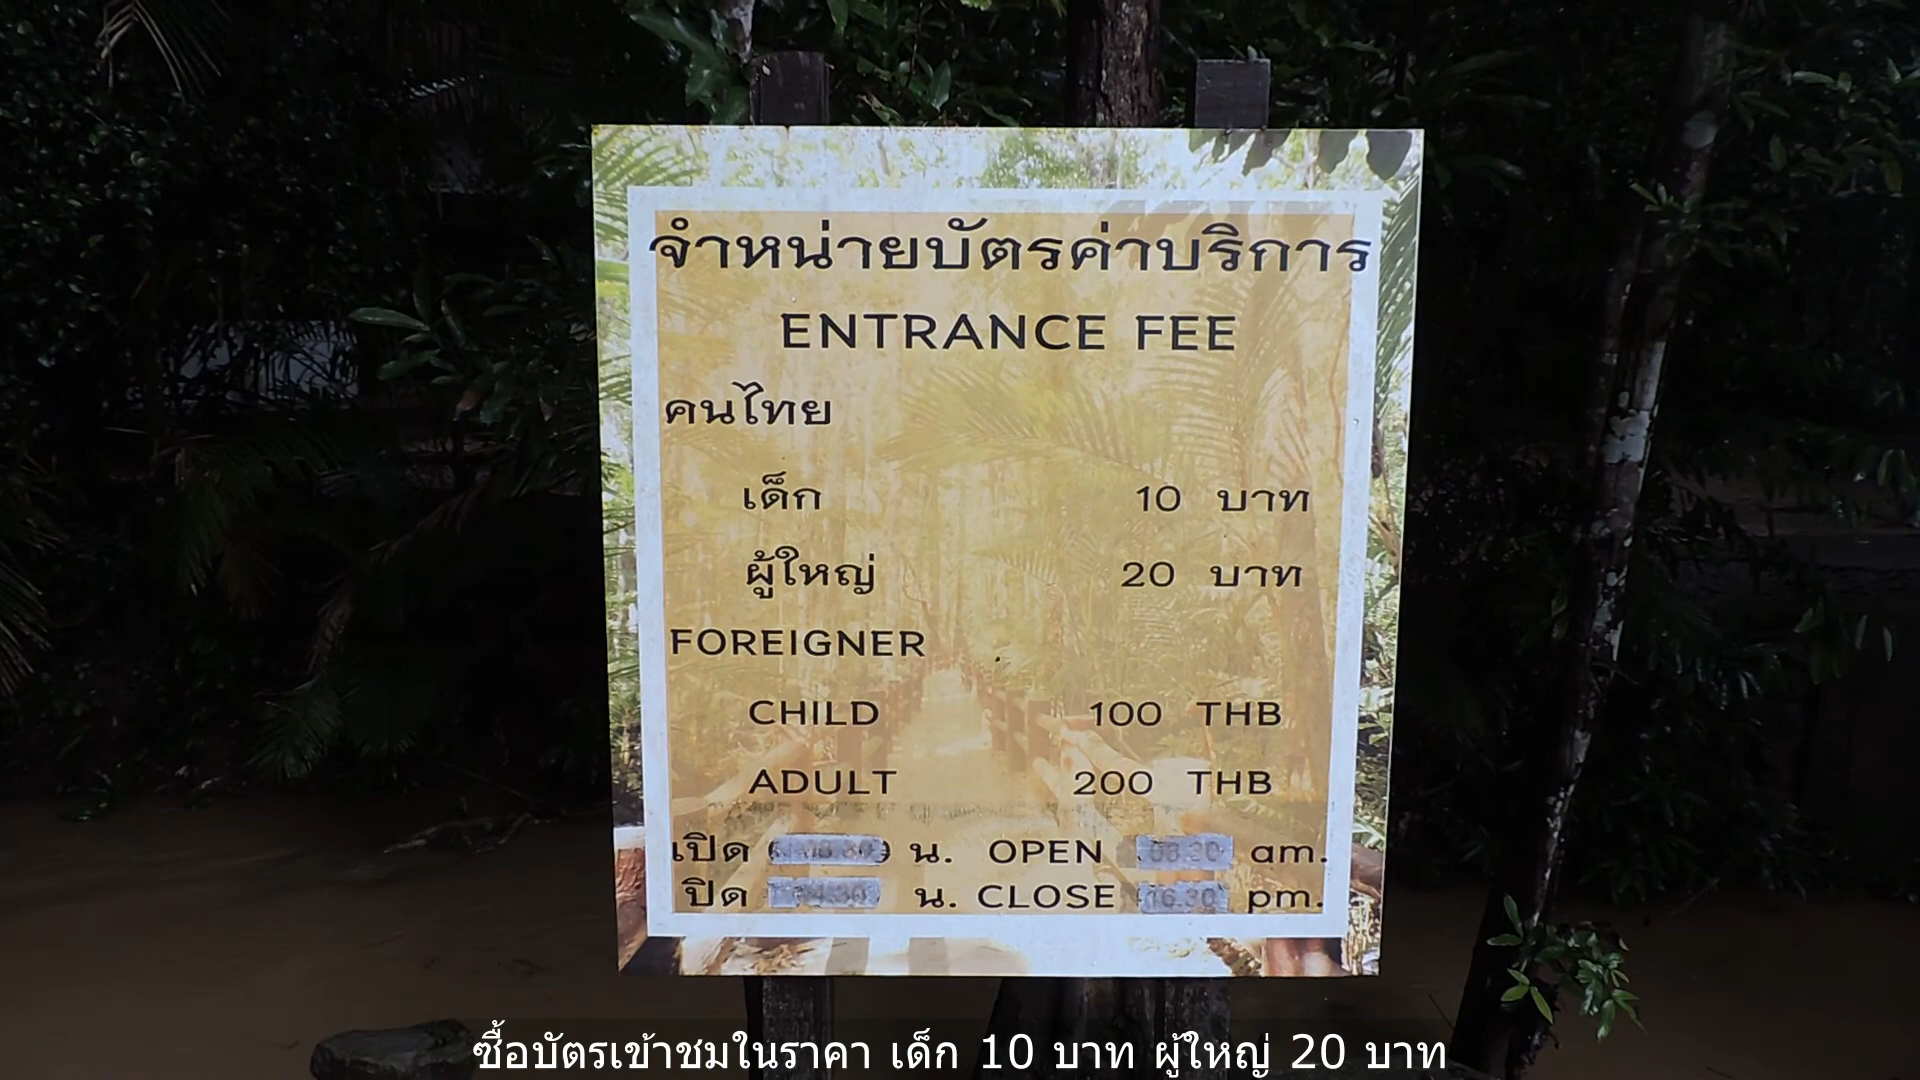 จำหน่ายบัตรค่าบริการ
ENTRANCE FEE
คนไทย
เด็ก 10 บาท
ผู้ใหญ่ 20 บาท
FOREIGNER
CHILD 100 THB
ADULT 200 THB
เปิด น. OPEN 08.30 am.
ปิด น. CLOSE 16.30 pm.
ซื้อบัตรเข้าชมในราคา เด็ก 10 บาท ผู้ใหญ่ 20 บาท